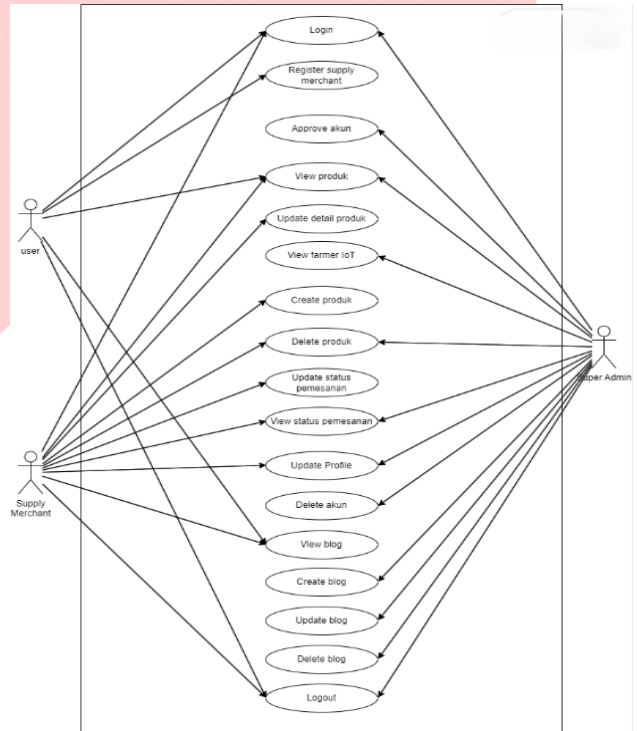 Login
Register supply
merchant
Approve akun
View produk
Update detail produk
user
View farmer IoT
Create produk
Delete produk
Super Admin
Update status
pemesanan
View status pemesanan
Update Profile
Supply
Merchant
Delete akun
View blog
Create blog
Update blog
Delete blog
Logout